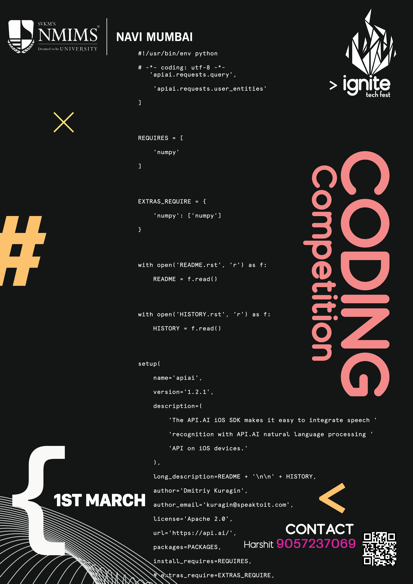 SVKM'S
NMIMS
Deemed to be UNIVERSITY
NAVI MUMBAI
> ignite
tech fest
#!/usr/bin/env python
# -*- coding: utf-8 -*-
'apiai.requests.query',
'apiai.requests.user_entities'
]
REQUIRES = [
'numpy'
]
EXTRAS_REQUIRE = {
'numpy': ['numpy']
}
with open('README.rst', 'r') as f:
README = f.read()
with open('HISTORY.rst', 'r') as f:
HISTORY = f.read()
setup(
name='apiai',
version='1.2.1',
description=(
'The API.AI iOS SDK makes it easy to integrate speech '
'recognition with API.AI natural language processing '
'API on iOS devices.'
),
long_description=README + '\n\n' + HISTORY,
author='Dmitriy Kuragin',
author_email='kuragin@speaktoit.com',
license='Apache 2.0',
url='https://api.ai/',
packages=PACKAGES,
install_requires=REQUIRES,
# extras_require=EXTRAS_REQUIRE,
CODING
Competition
#
{
1ST MARCH
<
CONTACT
Harshit 9057237069